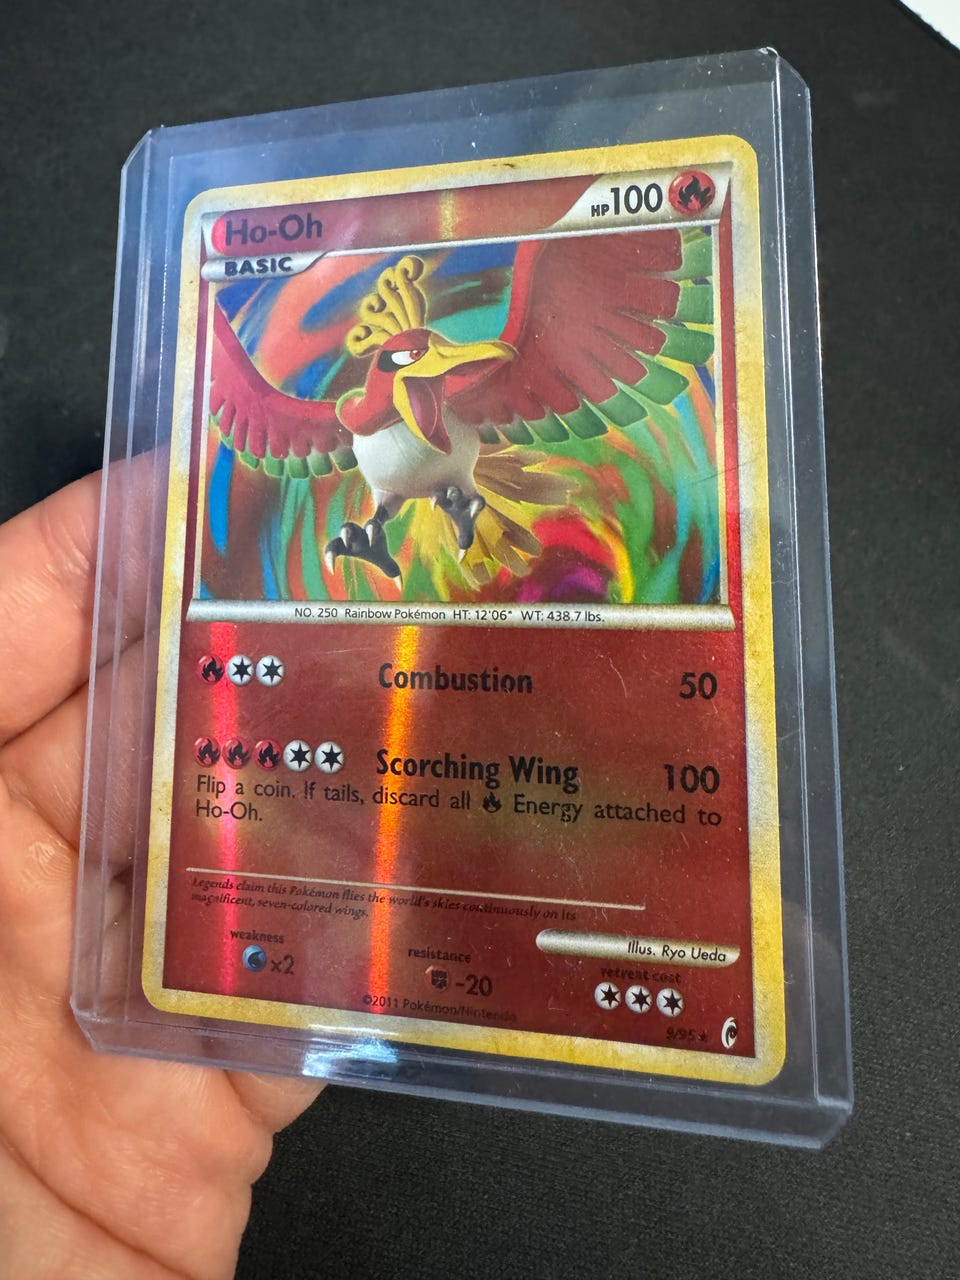 Ho-Oh HP100
BASIC
NO. 250 Rainbow Pokémon HT: 12'06" WT: 438.7 lbs.
Combustion 50
Scorching Wing 100
Flip a coin. If tails, discard all Energy attached to
Ho-Oh.
Legends claim this Pokémon flies the world's skies continuously on its
magnificent, seven-colored wings.
Illus. Ryo Ueda
weakness
x2
resistance
-20
retreat cost
©2011 Pokémon/Nintendo
9/95★